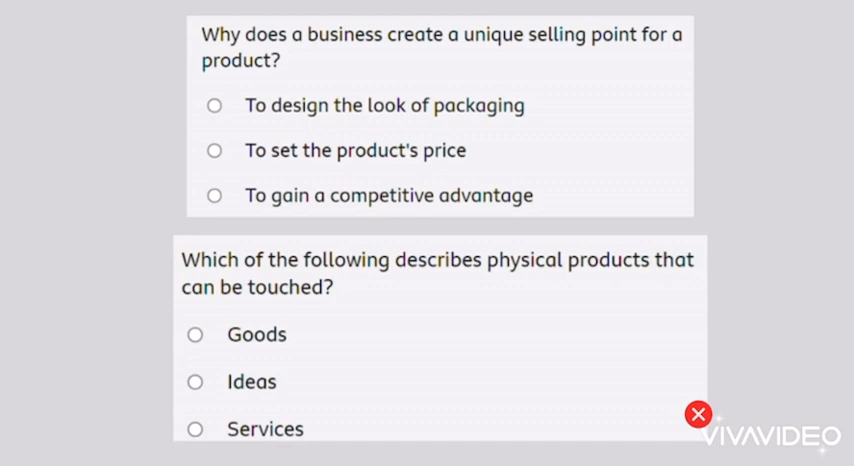 Why does a business create a unique selling point for a
product?
To design the look of packaging
To set the product's price
To gain a competitive advantage
Which of the following describes physical products that
can be touched?
Goods
Ideas
Services
VIVAVIDEO